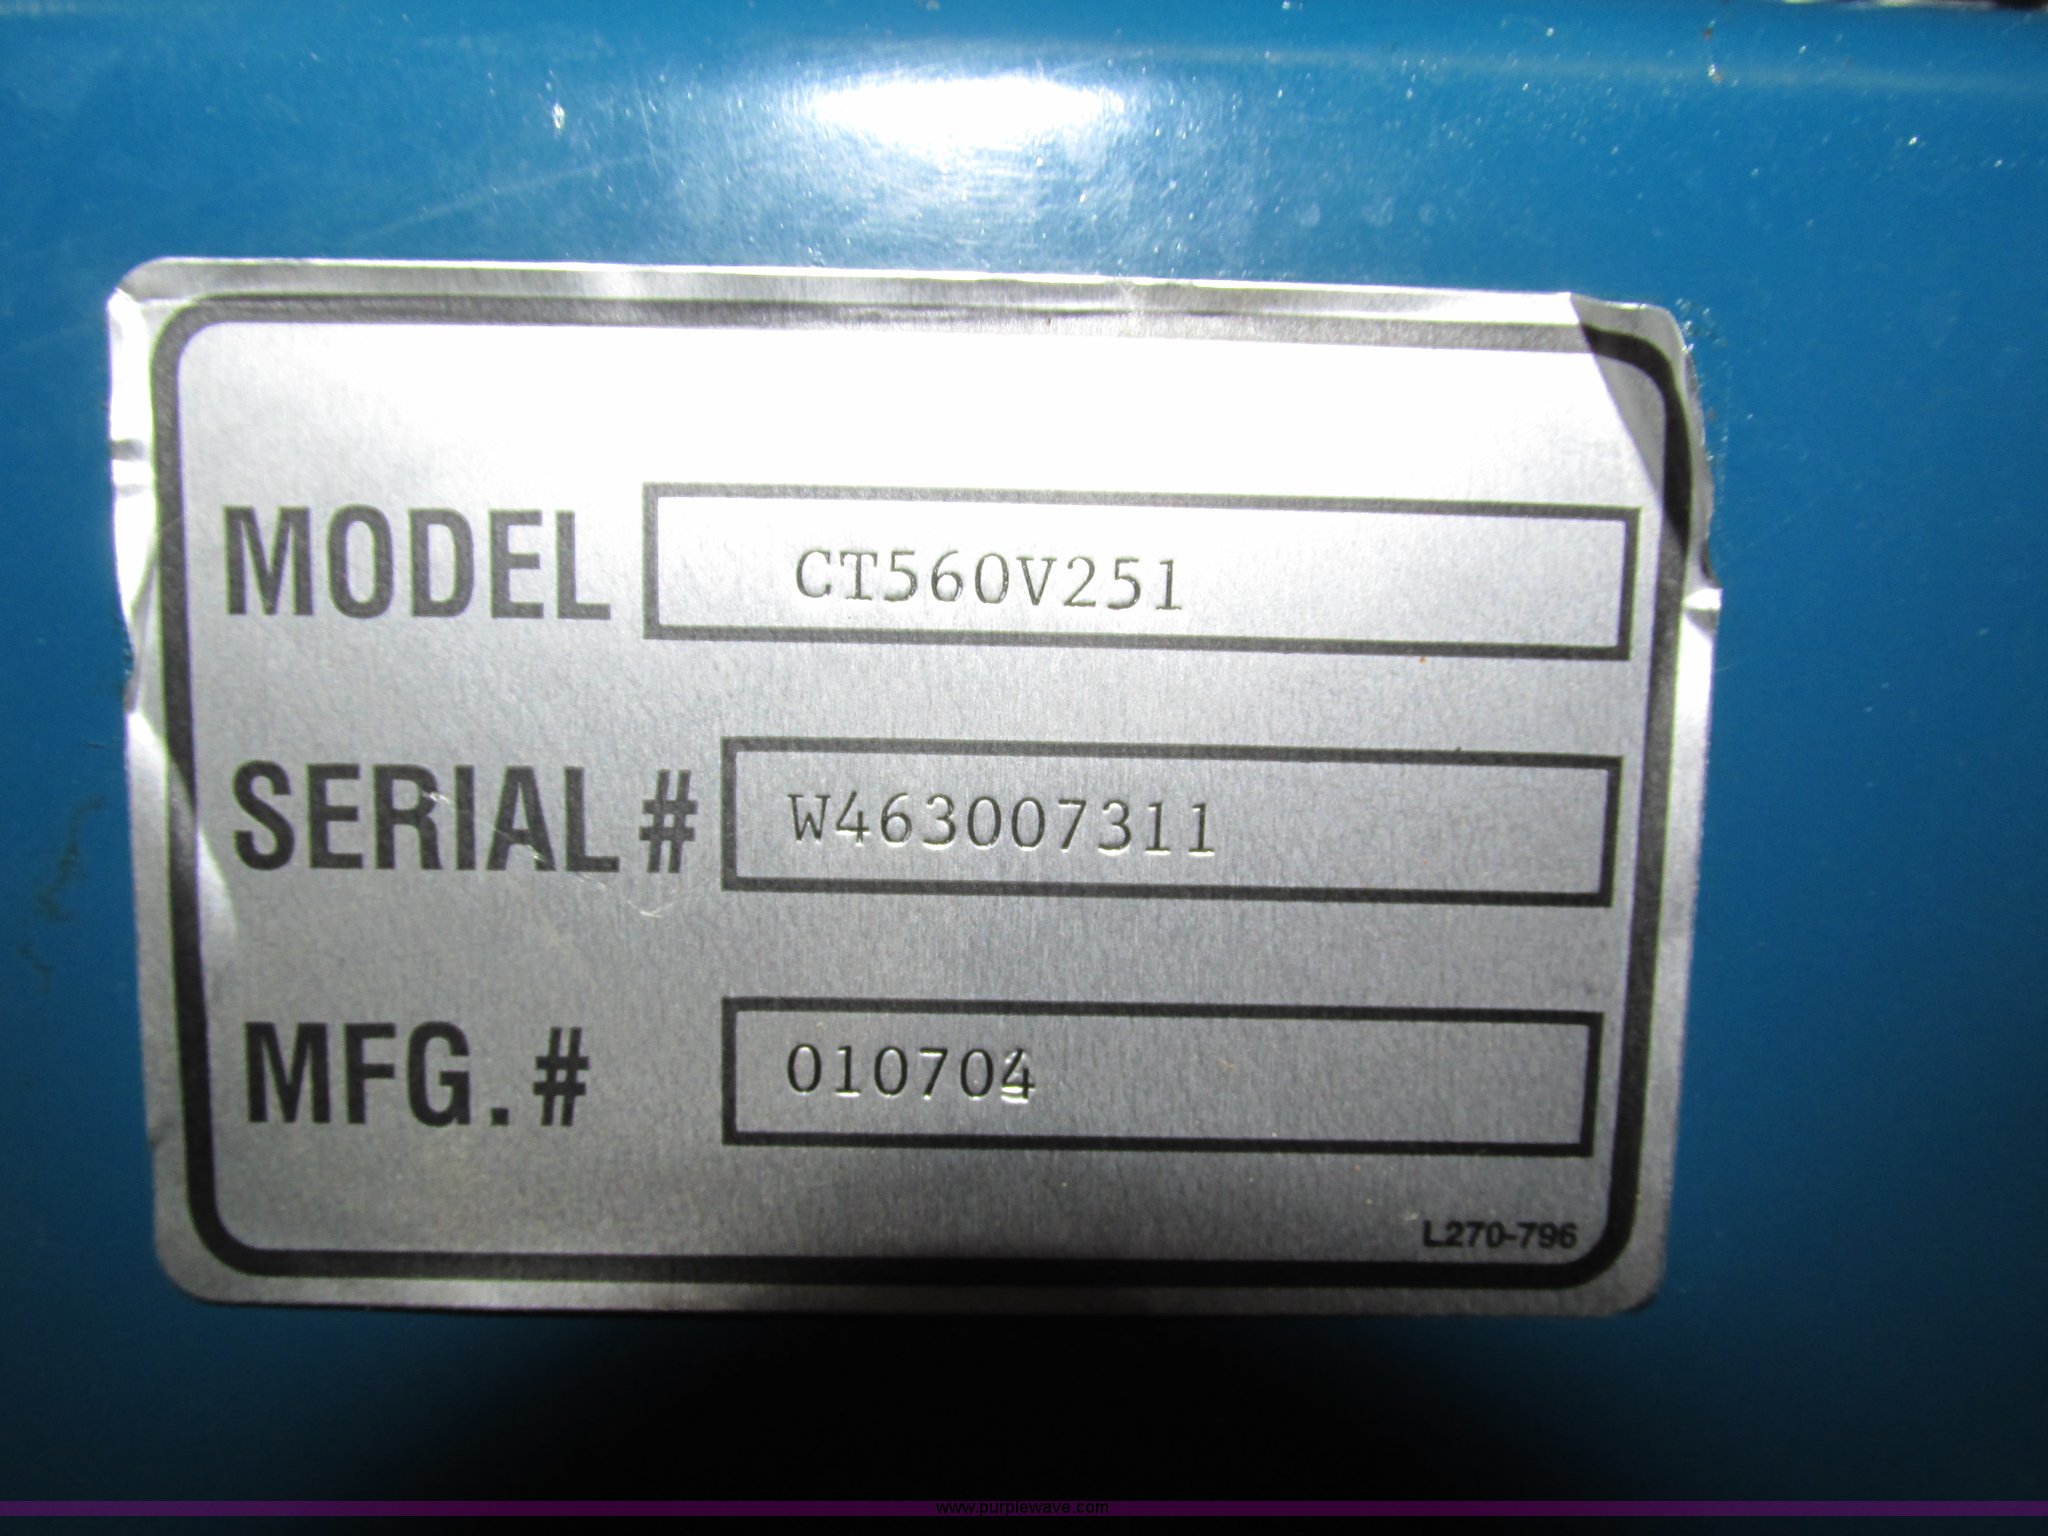 MODEL CT560V251
SERIAL # W463007311
MFG. # 010704
L270-796
www.purplewave.com